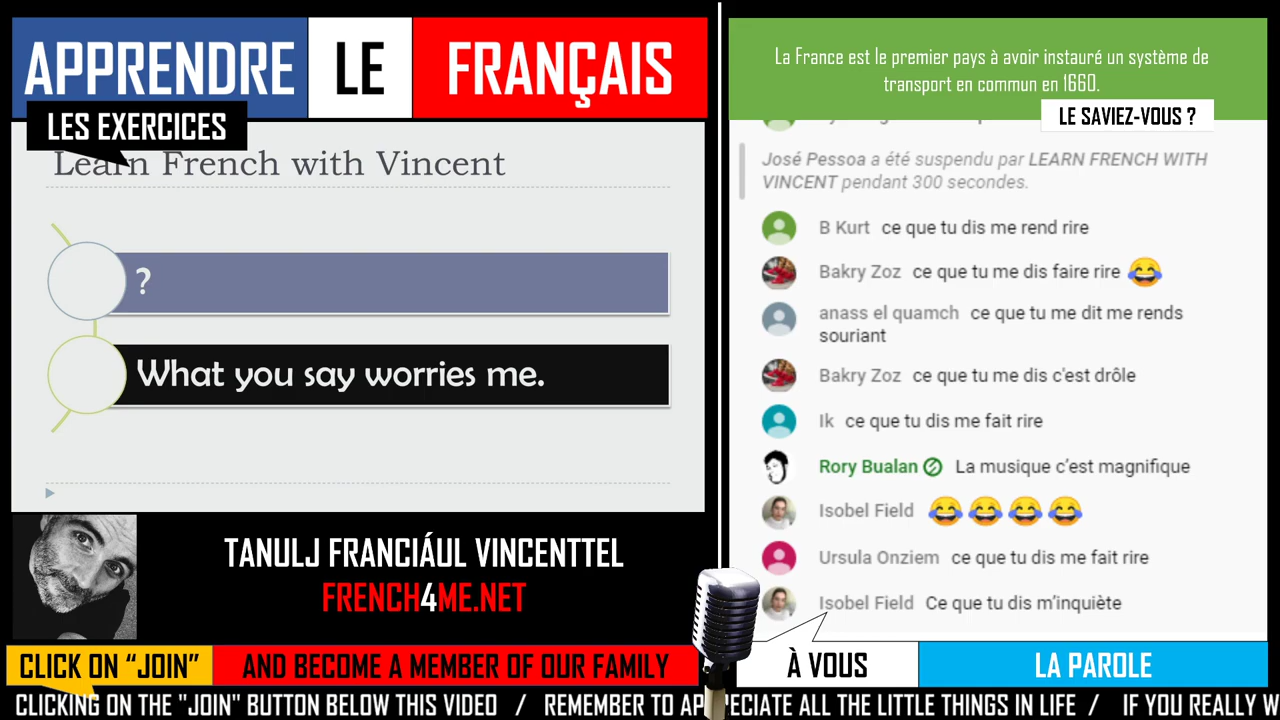 APPRENDRE LE FRANÇAIS
LES EXERCICES
Learn French with Vincent
?
What you say worries me.
TANULJ FRANCIÁUL VINCENTTEL
FRENCH4ME.NET
CLICK ON “JOIN” AND BECOME A MEMBER OF OUR FAMILY
La France est le premier pays à avoir instauré un système de
transport en commun en 1660.
LE SAVIEZ-VOUS ?
José Pessoa a été suspendu par LEARN FRENCH WITH
VINCENT pendant 300 secondes.
B Kurt ce que tu dis me rend rire
Bakry Zoz ce que tu me dis faire rire 😂
anass el quamch ce que tu me dit me rends
souriant
Bakry Zoz ce que tu me dis c'est drôle
Ik ce que tu dis me fait rire
Rory Bualan La musique c’est magnifique
Isobel Field 😂😂😂😂
Ursula Onziem ce que tu dis me fait rire
Isobel Field Ce que tu dis m’inquiète
À VOUS LA PAROLE
CLICKING ON THE "JOIN" BUTTON BELOW THIS VIDEO / REMEMBER TO APPRECIATE ALL THE LITTLE THINGS IN LIFE / IF YOU REALLY W